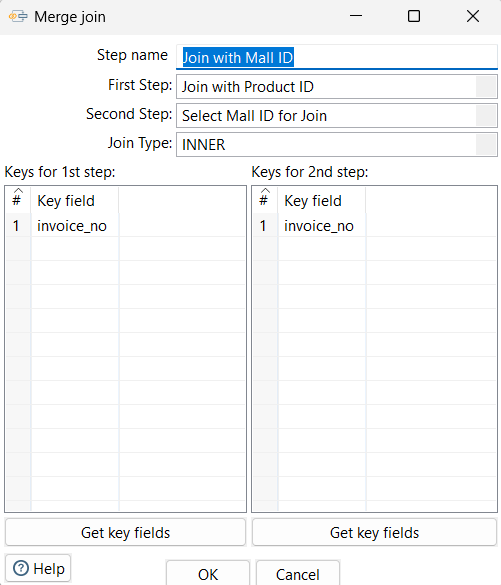 Merge join
Step name Join with Mall ID
First Step: Join with Product ID
Second Step: Select Mall ID for Join
Join Type: INNER
Keys for 1st step: Keys for 2nd step:
# Key field # Key field
1 invoice_no 1 invoice_no
Get key fields Get key fields
Help OK Cancel